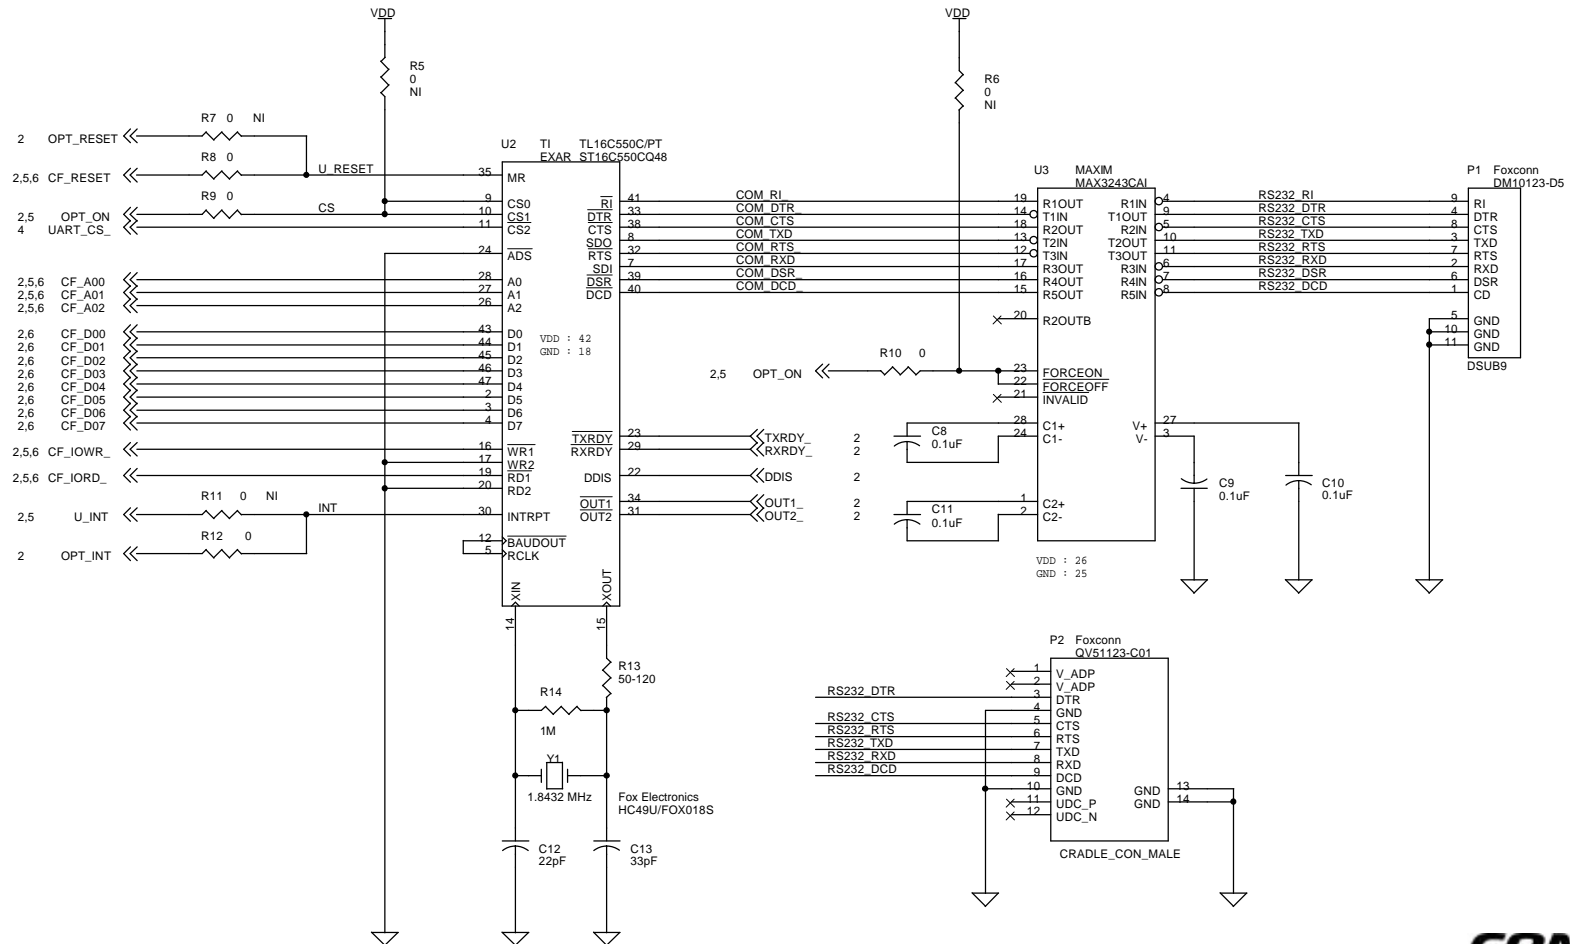 VDD
VDD
R5
0
NI
R6
0
NI
R7 0 NI
2 OPT_RESET
R8 0
2,5,6 CF_RESET
U_RESET
R9 0
2,5 OPT_ON
CS
4 UART_CS_
2,5,6 CF_A00
2,5,6 CF_A01
2,5,6 CF_A02
2,6 CF_D00
2,6 CF_D01
2,6 CF_D02
2,6 CF_D03
2,6 CF_D04
2,6 CF_D05
2,6 CF_D06
2,6 CF_D07
2,5,6 CF_IOWR_
2,5,6 CF_IORD_
R11 0 NI
2,5 U_INT
INT
R12 0
2 OPT_INT
U2 TI TL16C550C/PT
EXAR ST16C550CQ48
35 MR
9 CS0
10 CS1
11 CS2
24 ADS
28 A0
27 A1
26 A2
43 D0
44 D1
45 D2
46 D3
47 D4
2 D5
3 D6
4 D7
16 WR1
17 WR2
19 RD1
20 RD2
30 INTRPT
12 BAUDOUT
5 RCLK
VDD : 42
GND : 18
XIN
14
XOUT
15
RI 41 COM_RI_
DTR 33 COM_DTR_
CTS 38 COM_CTS
SDO 8 COM_TXD
RTS 32 COM_RTS_
SDI 7 COM_RXD
DSR 39 COM_DSR_
DCD 40 COM_DCD_
TXRDY 23 TXRDY_ 2
RXRDY 29 RXRDY_ 2
DDIS 22 DDIS 2
OUT1 34 OUT1_ 2
OUT2 31 OUT2_ 2
R13
50-120
R14
1M
Y1
1.8432 MHz
Fox Electronics
HC49U/FOX018S
C12
22pF
C13
33pF
U3 MAXIM
MAX3243CAI
19 R1OUT
14 T1IN
18 R2OUT
13 T2IN
12 T3IN
17 R3OUT
16 R4OUT
15 R5OUT
20 R2OUTB
R10 0
2,5 OPT_ON
23 FORCEON
22 FORCEOFF
21 INVALID
28 C1+
24 C1-
C8
0.1uF
1 C2+
2 C2-
C11
0.1uF
R1IN 4 RS232_RI
T1OUT 9 RS232_DTR
R2IN 5 RS232_CTS
T2OUT 10 RS232_TXD
T3OUT 11 RS232_RTS
R3IN 6 RS232_RXD
R4IN 7 RS232_DSR
R5IN 8 RS232_DCD
V+ 27
V- 3
C9
0.1uF
C10
0.1uF
VDD : 26
GND : 25
P1 Foxconn
DM10123-D5
9 RI
4 DTR
8 CTS
3 TXD
7 RTS
2 RXD
6 DSR
1 CD
5 GND
10 GND
11 GND
DSUB9
P2 Foxconn
QV51123-C01
1 V_ADP
2 V_ADP
RS232_DTR 3 DTR
4 GND
RS232_CTS 5 CTS
RS232_RTS 6 RTS
RS232_TXD 7 TXD
RS232_RXD 8 RXD
RS232_DCD 9 DCD
10 GND
11 UDC_P
12 UDC_N
GND 13
GND 14
CRADLE_CON_MALE